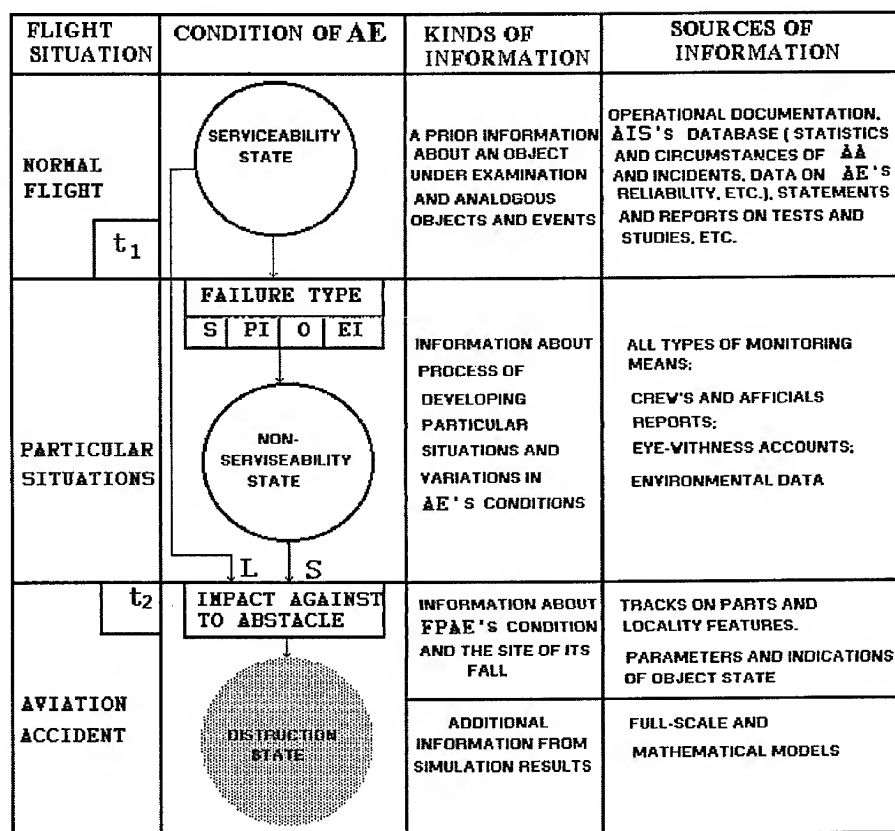 FLIGHT
SITUATION
CONDITION OF AE
KINDS OF
INFORMATION
SOURCES OF
INFORMATION
NORMAL
FLIGHT
t1
SERVICEABILITY
STATE
A PRIOR INFORMATION
ABOUT AN OBJECT
UNDER EXAMINATION
AND ANALOGOUS
OBJECTS AND EVENTS
OPERATIONAL DOCUMENTATION,
AIS'S DATABASE ( STATISTICS
AND CIRCUMSTANCES OF AA
AND INCIDENTS, DATA ON AE'S
RELIABILITY, ETC.), STATEMENTS
AND REPORTS ON TESTS AND
STUDIES, ETC.
PARTICULAR
SITUATIONS
FAILURE TYPE
S PI O EI
NON-
SERVISEABILITY
STATE
L S
INFORMATION ABOUT
PROCESS OF
DEVELOPING
PARTICULAR
SITUATIONS AND
VARIATIONS IN
AE'S CONDITIONS
ALL TYPES OF MONITORING
MEANS;
CREW'S AND AFFICIALS
REPORTS;
EYE-WITHNESS ACCOUNTS;
ENVIRONMENTAL DATA
t2
AVIATION
ACCIDENT
IMPACT AGAINST
TO ABSTACLE
DISTRUCTION
STATE
INFORMATION ABOUT
FPAE'S CONDITION
AND THE SITE OF ITS
FALL
TRACKS ON PARTS AND
LOCALITY FEATURES.
PARAMETERS AND INDICATIONS
OF OBJECT STATE
ADDITIONAL
INFORMATION FROM
SIMULATION RESULTS
FULL-SCALE AND
MATHEMATICAL MODELS